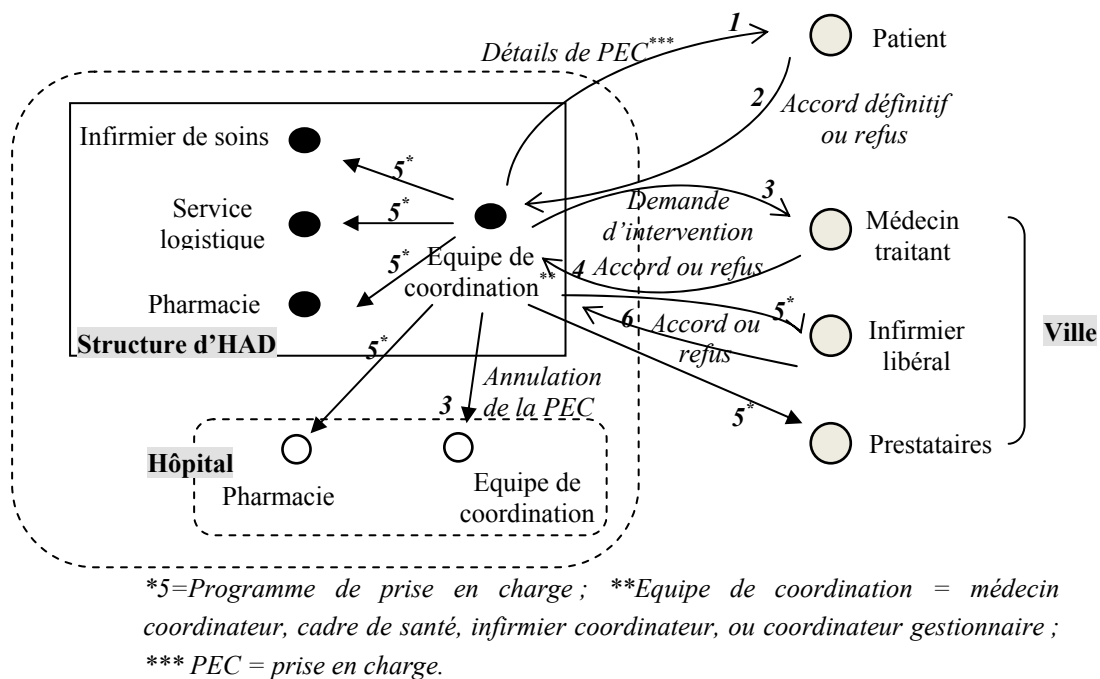 1
Patient
Détails de PEC***
2
Accord définitif
ou refus
Infirmier de soins
5*
3
Service
logistique
5*
Demande
d'intervention
Médecin
traitant
5*
Equipe de
coordination**
4
Accord ou refus
Pharmacie
5*
Structure d'HAD
6
Accord ou
refus
Infirmier
libéral
Ville
5*
Annulation
de la PEC
3
5*
Prestataires
Hôpital
Pharmacie
Equipe de
coordination
*5=Programme de prise en charge ; **Equipe de coordination = médecin
coordinateur, cadre de santé, infirmier coordinateur, ou coordinateur gestionnaire ;
*** PEC = prise en charge.